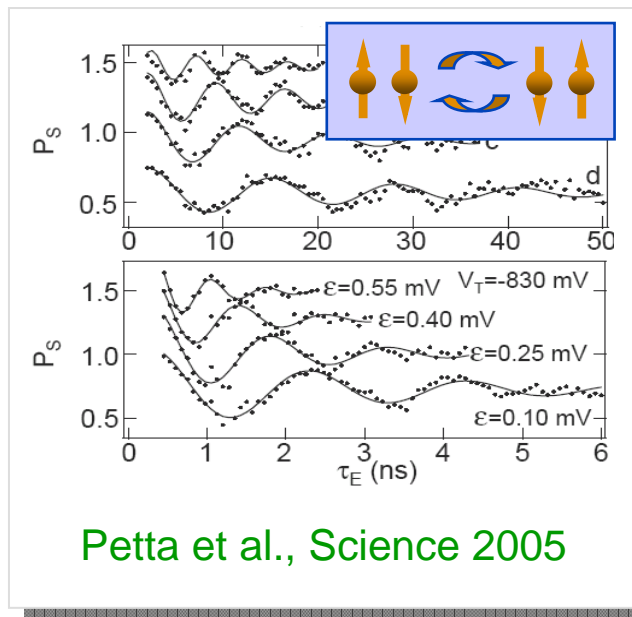 1.5
1.0
0.5
P_S
c
d
0 10 20 30 40 50
1.5
1.0
0.5
P_S
V_T=-830 mV
ε=0.55 mV
ε=0.40 mV
ε=0.25 mV
ε=0.10 mV
0 1 2 3 4 5 6
τ_E (ns)
Petta et al., Science 2005